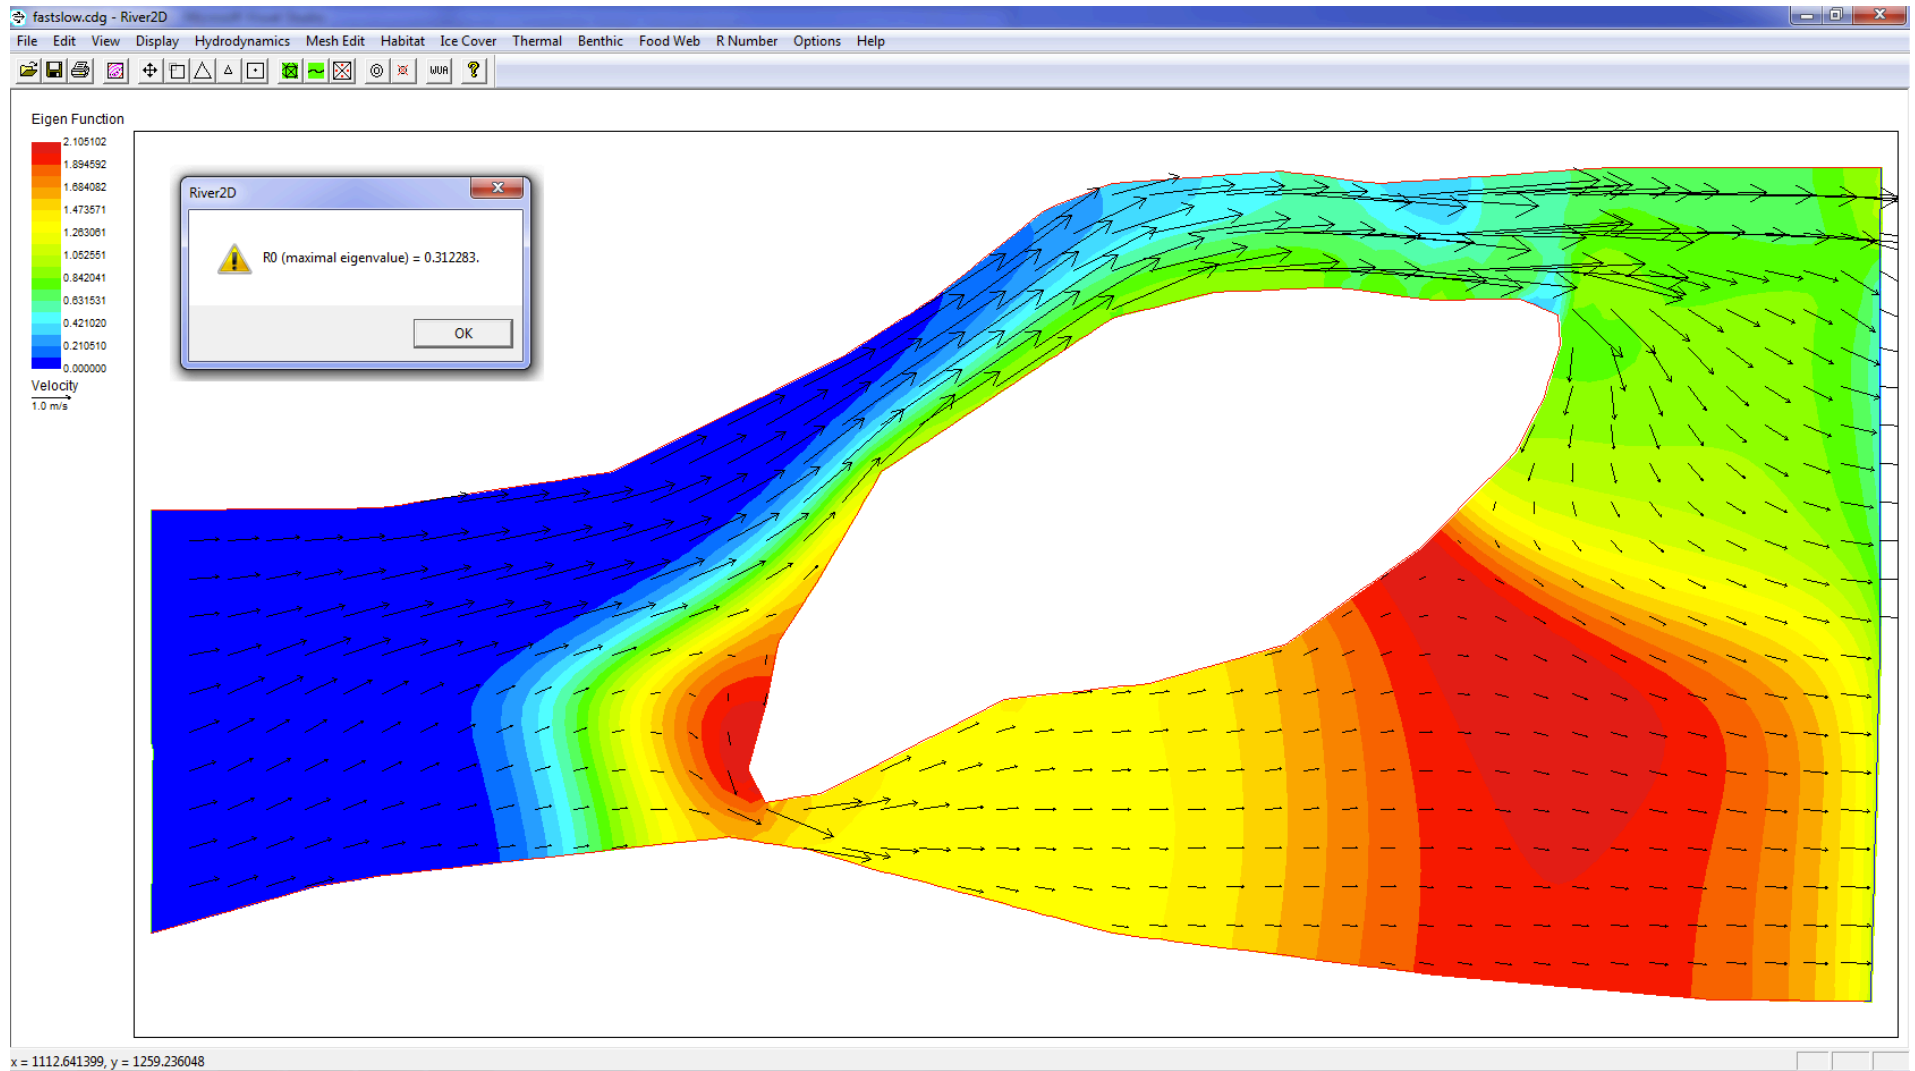 fastslow.cdg - River2D
File Edit View Display Hydrodynamics Mesh Edit Habitat Ice Cover Thermal Benthic Food Web R Number Options Help
WUA
Eigen Function
2.105102
1.894592
1.684082
1.473571
1.263061
1.052551
0.842041
0.631531
0.421020
0.210510
0.000000
Velocity
1.0 m/s
River2D
R0 (maximal eigenvalue) = 0.312283.
OK
x = 1112.641399, y = 1259.236048